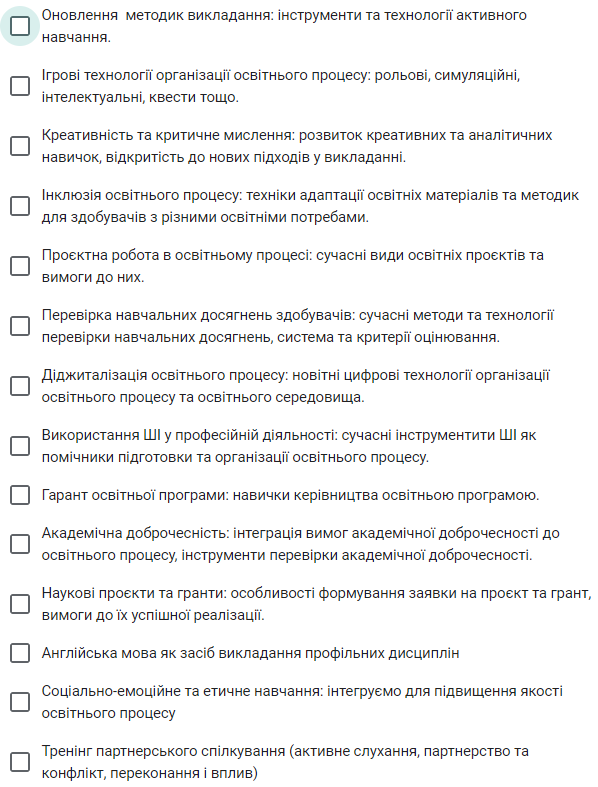 Оновлення  методик викладання: інструменти та технології активного
навчання.
Ігрові технології організації освітнього процесу: рольові, симуляційні,
інтелектуальні, квести тощо.
Креативність та критичне мислення: розвиток креативних та аналітичних
навичок, відкритість до нових підходів у викладанні.
Інклюзія освітнього процесу: техніки адаптації освітніх матеріалів та методик
для здобувачів з різними освітніми потребами.
Проєктна робота в освітньому процесі: сучасні види освітніх проєктів та
вимоги до них.
Перевірка навчальних досягнень здобувачів: сучасні методи та технології
перевірки навчальних досягнень, система та критерії оцінювання.
Діджиталізація освітнього процесу: новітні цифрові технології організації
освітнього процесу та освітнього середовища.
Використання ШІ у професійній діяльності: сучасні інструментити ШІ як
помічники підготовки та організації освітнього процесу.
Гарант освітньої програми: навички керівництва освітньою програмою.
Академічна доброчесність: інтеграція вимог академічної доброчесності до
освітнього процесу, інструменти перевірки академічної доброчесності.
Наукові проєкти та гранти: особливості формування заявки на проєкт та грант,
вимоги до їх успішної реалізації.
Англійська мова як засіб викладання профільних дисциплін
Соціально-емоційне та етичне навчання: інтегруємо для підвищення якості
освітнього процесу
Тренінг партнерського спілкування (активне слухання, партнерство та
конфлікт, переконання і вплив)